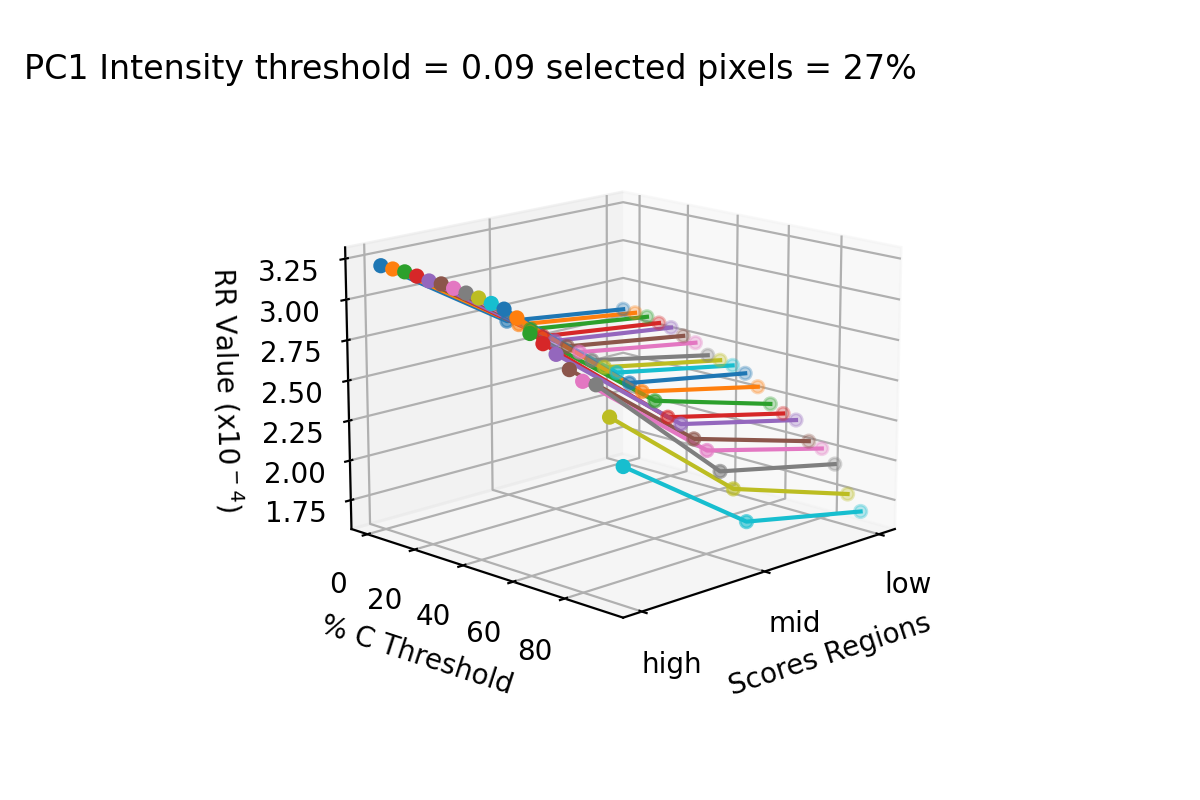 PC1 Intensity threshold = 0.09 selected pixels = 27%
RR Value (x10⁻⁴)
3.25
3.00
2.75
2.50
2.25
2.00
1.75
0
20
40
60
80
% C Threshold
high
mid
low
Scores Regions